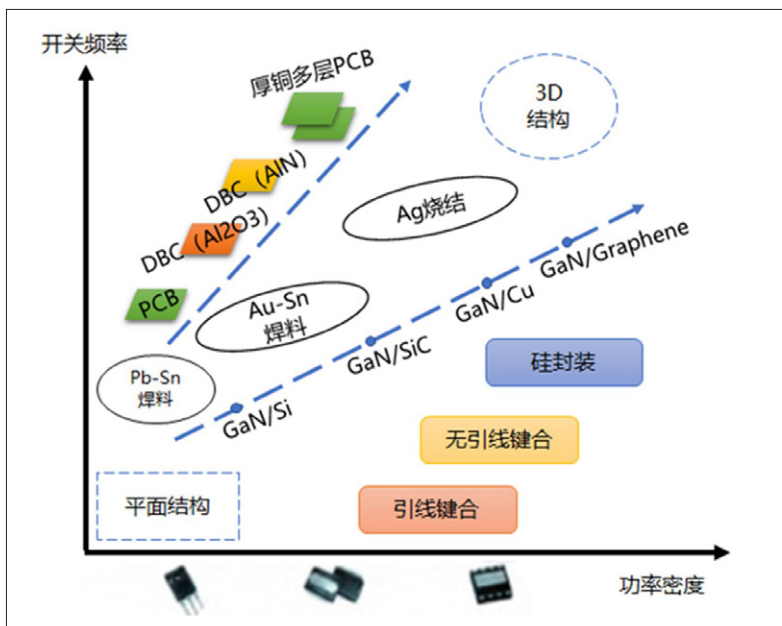 开关频率
厚铜多层PCB
3D
结构
DBC（AlN）
Ag烧结
DBC（Al2O3）
GaN/Graphene
PCB
Au-Sn
焊料
GaN/Cu
GaN/SiC
硅封装
Pb-Sn
焊料
GaN/Si
无引线键合
平面结构
引线键合
功率密度